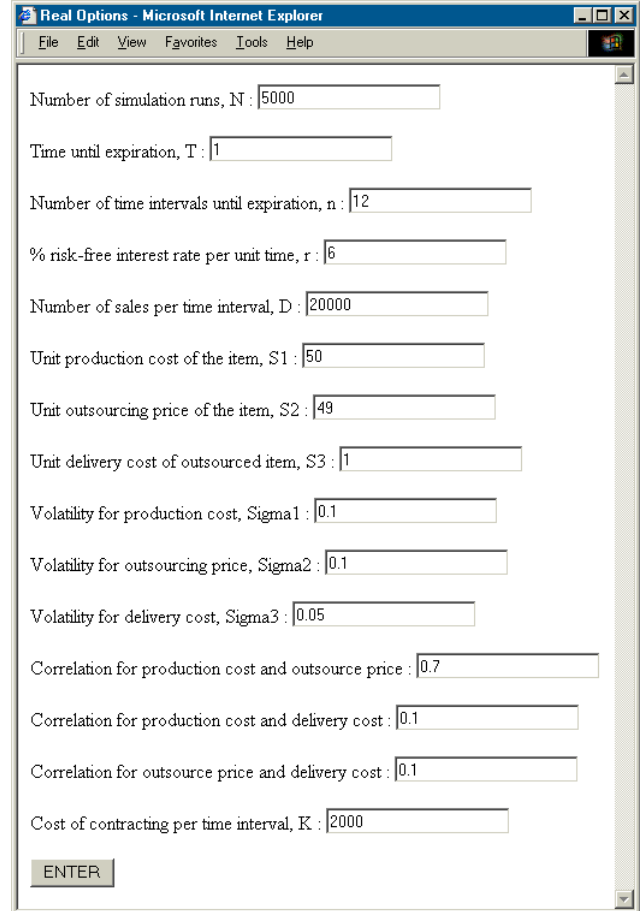 Real Options - Microsoft Internet Explorer
File Edit View Favorites Tools Help
Number of simulation runs, N : 5000
Time until expiration, T : 1
Number of time intervals until expiration, n : 12
% risk-free interest rate per unit time, r : 6
Number of sales per time interval, D : 20000
Unit production cost of the item, S1 : 50
Unit outsourcing price of the item, S2 : 49
Unit delivery cost of outsourced item, S3 : 1
Volatility for production cost, Sigma1 : 0.1
Volatility for outsourcing price, Sigma2 : 0.1
Volatility for delivery cost, Sigma3 : 0.05
Correlation for production cost and outsource price : 0.7
Correlation for production cost and delivery cost : 0.1
Correlation for outsource price and delivery cost : 0.1
Cost of contracting per time interval, K : 2000
ENTER